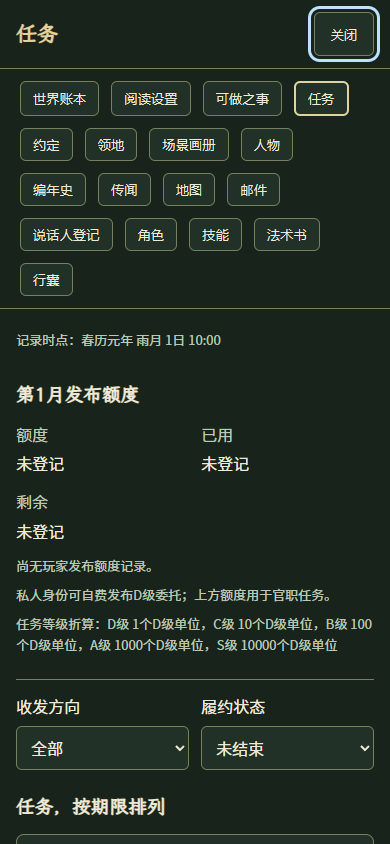 任务
关闭
世界账本 阅读设置 可做之事 任务
约定 领地 场景画册 人物
编年史 传闻 地图 邮件
说话人登记 角色 技能 法术书
行囊
记录时点：春历元年 雨月 1日 10:00
第1月发布额度
额度 已用
未登记 未登记
剩余
未登记
尚无玩家发布额度记录。
私人身份可自费发布D级委托；上方额度用于官职任务。
任务等级折算：D级 1个D级单位，C级 10个D级单位，B级 100
个D级单位，A级 1000个D级单位，S级 10000个D级单位
收发方向 履约状态
全部 未结束
任务，按期限排列